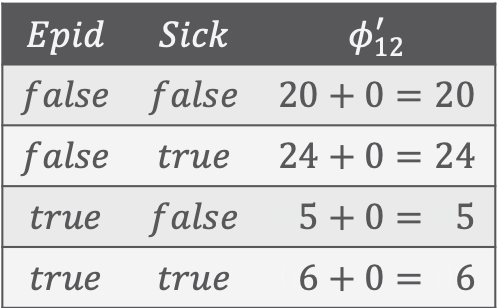 Epid Sick ϕ′₁₂
false false 20 + 0 = 20
false true 24 + 0 = 24
true false 5 + 0 = 5
true true 6 + 0 = 6